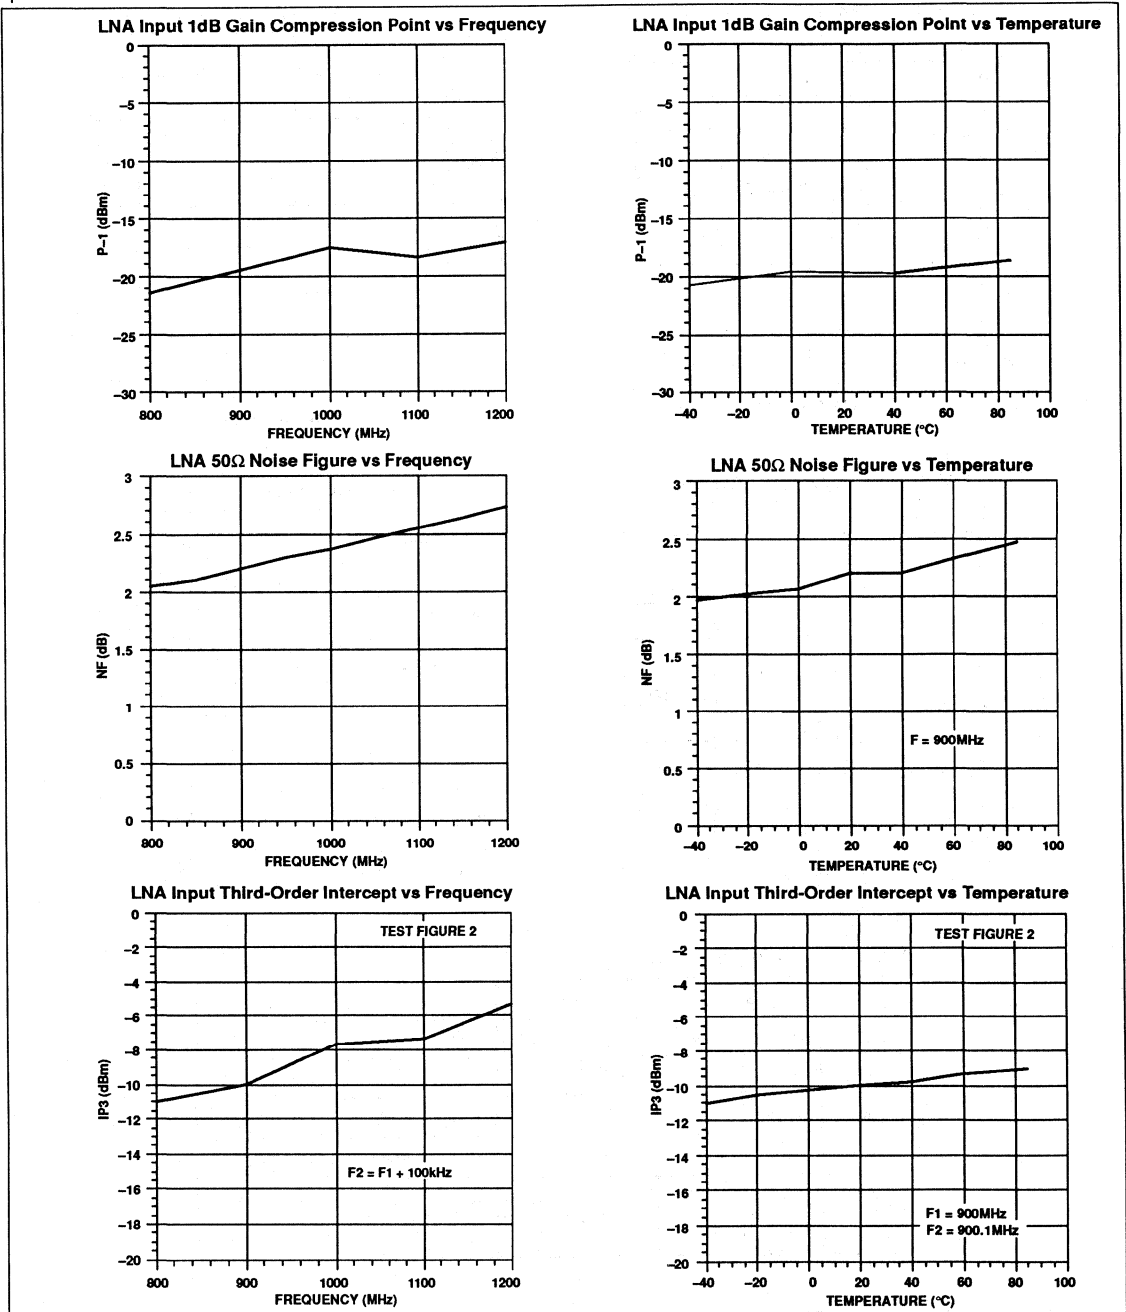 LNA Input 1dB Gain Compression Point vs Frequency
0
–5
–10
–15
–20
–25
–30
P–1 (dBm)
800 900 1000 1100 1200
FREQUENCY (MHz)
LNA Input 1dB Gain Compression Point vs Temperature
0
–5
–10
–15
–20
–25
–30
P–1 (dBm)
–40 –20 0 20 40 60 80 100
TEMPERATURE (°C)
LNA 50Ω Noise Figure vs Frequency
3
2.5
2
1.5
1
0.5
0
NF (dB)
800 900 1000 1100 1200
FREQUENCY (MHz)
LNA 50Ω Noise Figure vs Temperature
3
2.5
2
1.5
1
0.5
0
NF (dB)
F = 900MHz
–40 –20 0 20 40 60 80 100
TEMPERATURE (°C)
LNA Input Third-Order Intercept vs Frequency
0
–2
–4
–6
–8
–10
–12
–14
–16
–18
–20
IP3 (dBm)
TEST FIGURE 2
F2 = F1 + 100kHz
800 900 1000 1100 1200
FREQUENCY (MHz)
LNA Input Third-Order Intercept vs Temperature
0
–2
–4
–6
–8
–10
–12
–14
–16
–18
–20
IP3 (dBm)
TEST FIGURE 2
F1 = 900MHz
F2 = 900.1MHz
–40 –20 0 20 40 60 80 100
TEMPERATURE (°C)